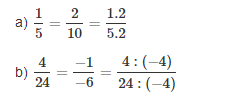 a) 1/5 = 2/10 = 1.2/5.2
b) 4/24 = -1/-6 = 4 : (-4)/24 : (-4)